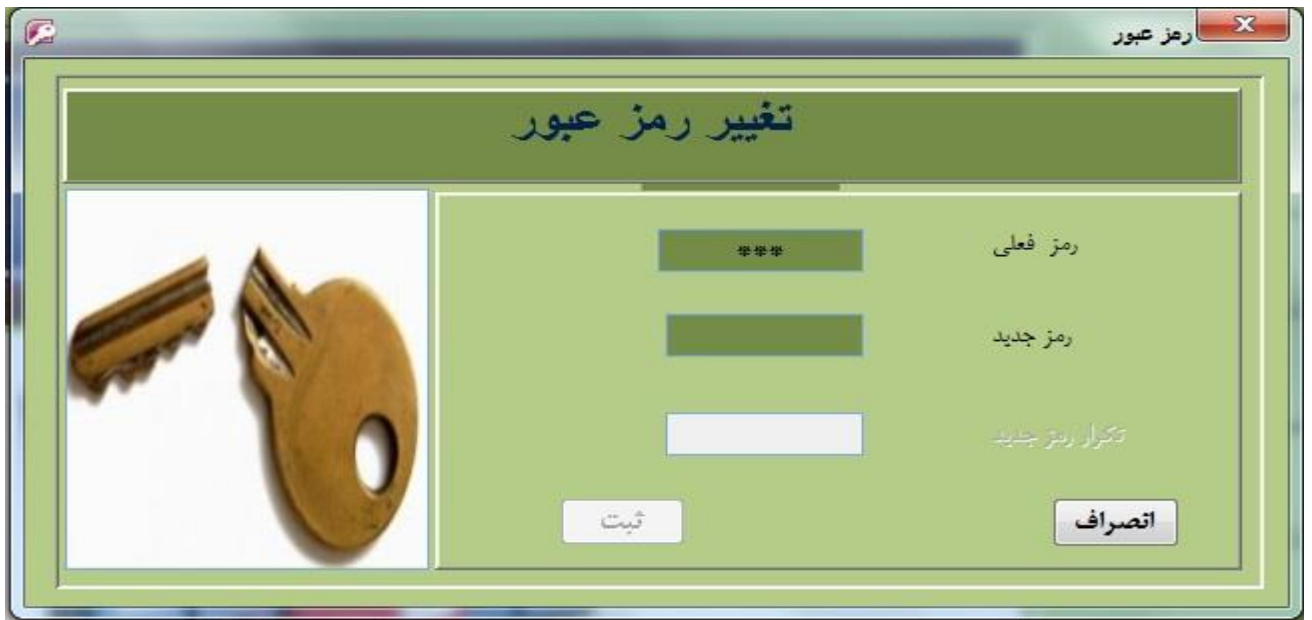 رمز عبور
تغییر رمز عبور
رمز فعلی
***
رمز جدید
تکرار رمز جدید
انصراف
ثبت